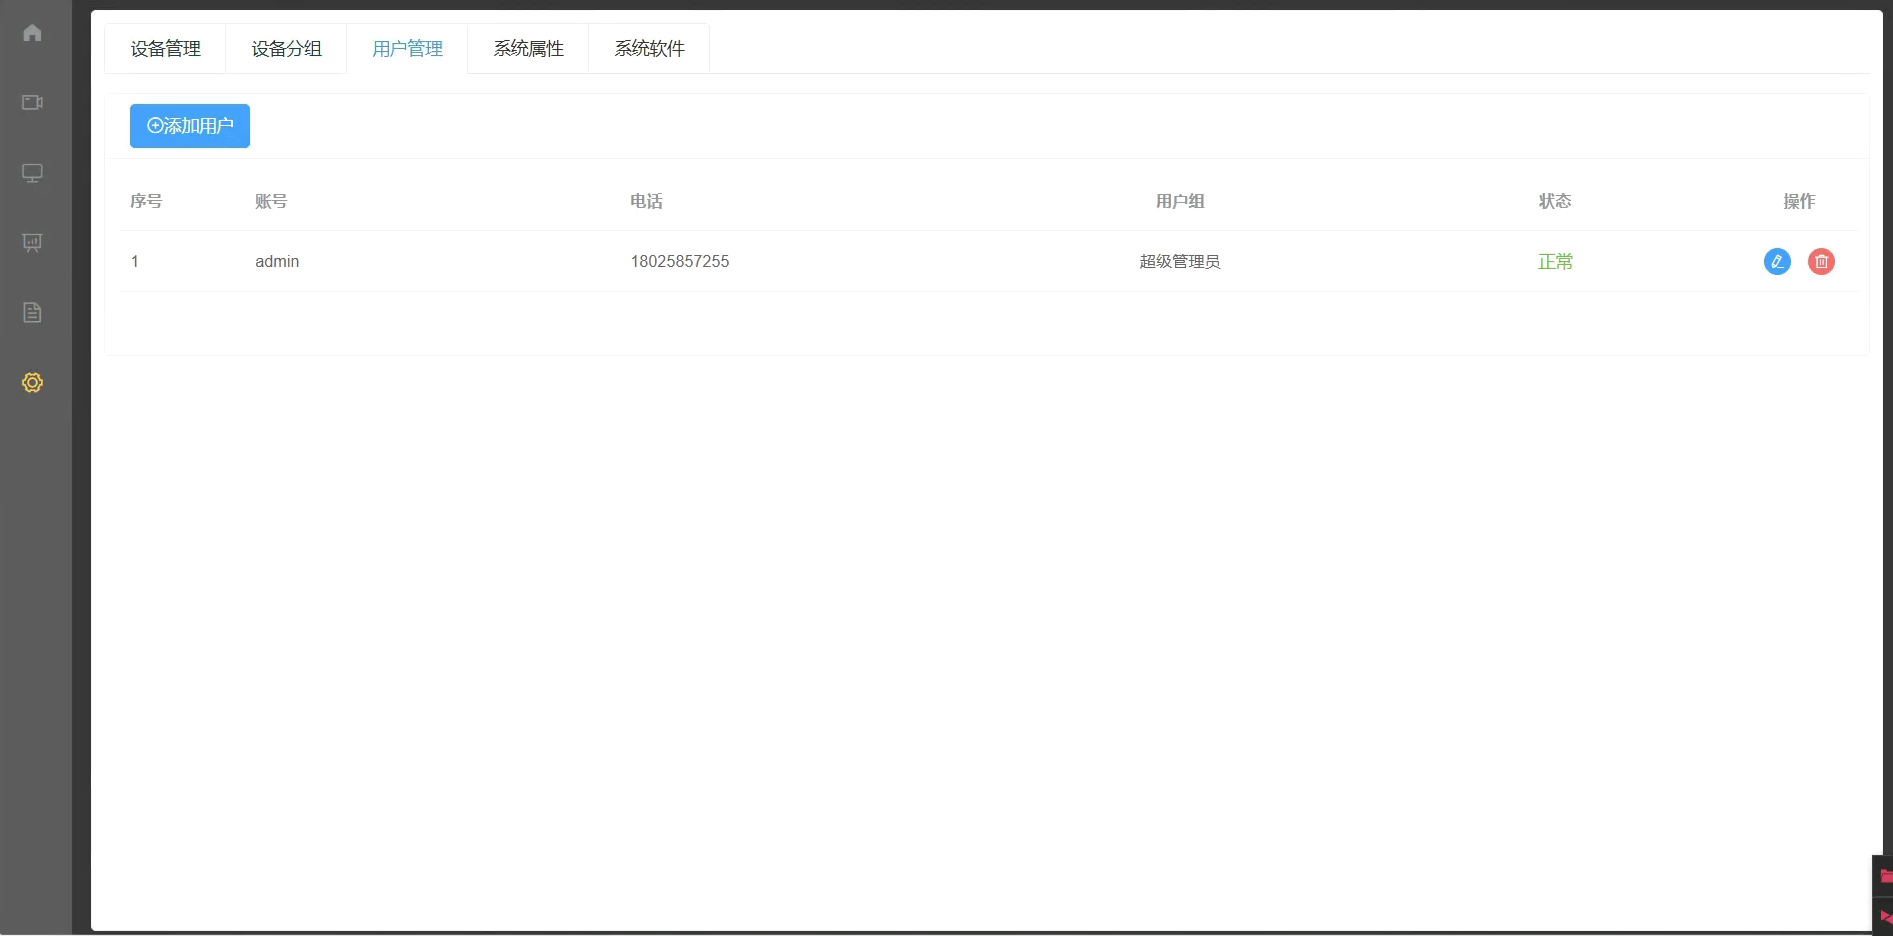 设备管理 设备分组 用户管理 系统属性 系统软件
添加用户
序号 账号 电话 用户组 状态 操作
1 admin 18025857255 超级管理员 正常